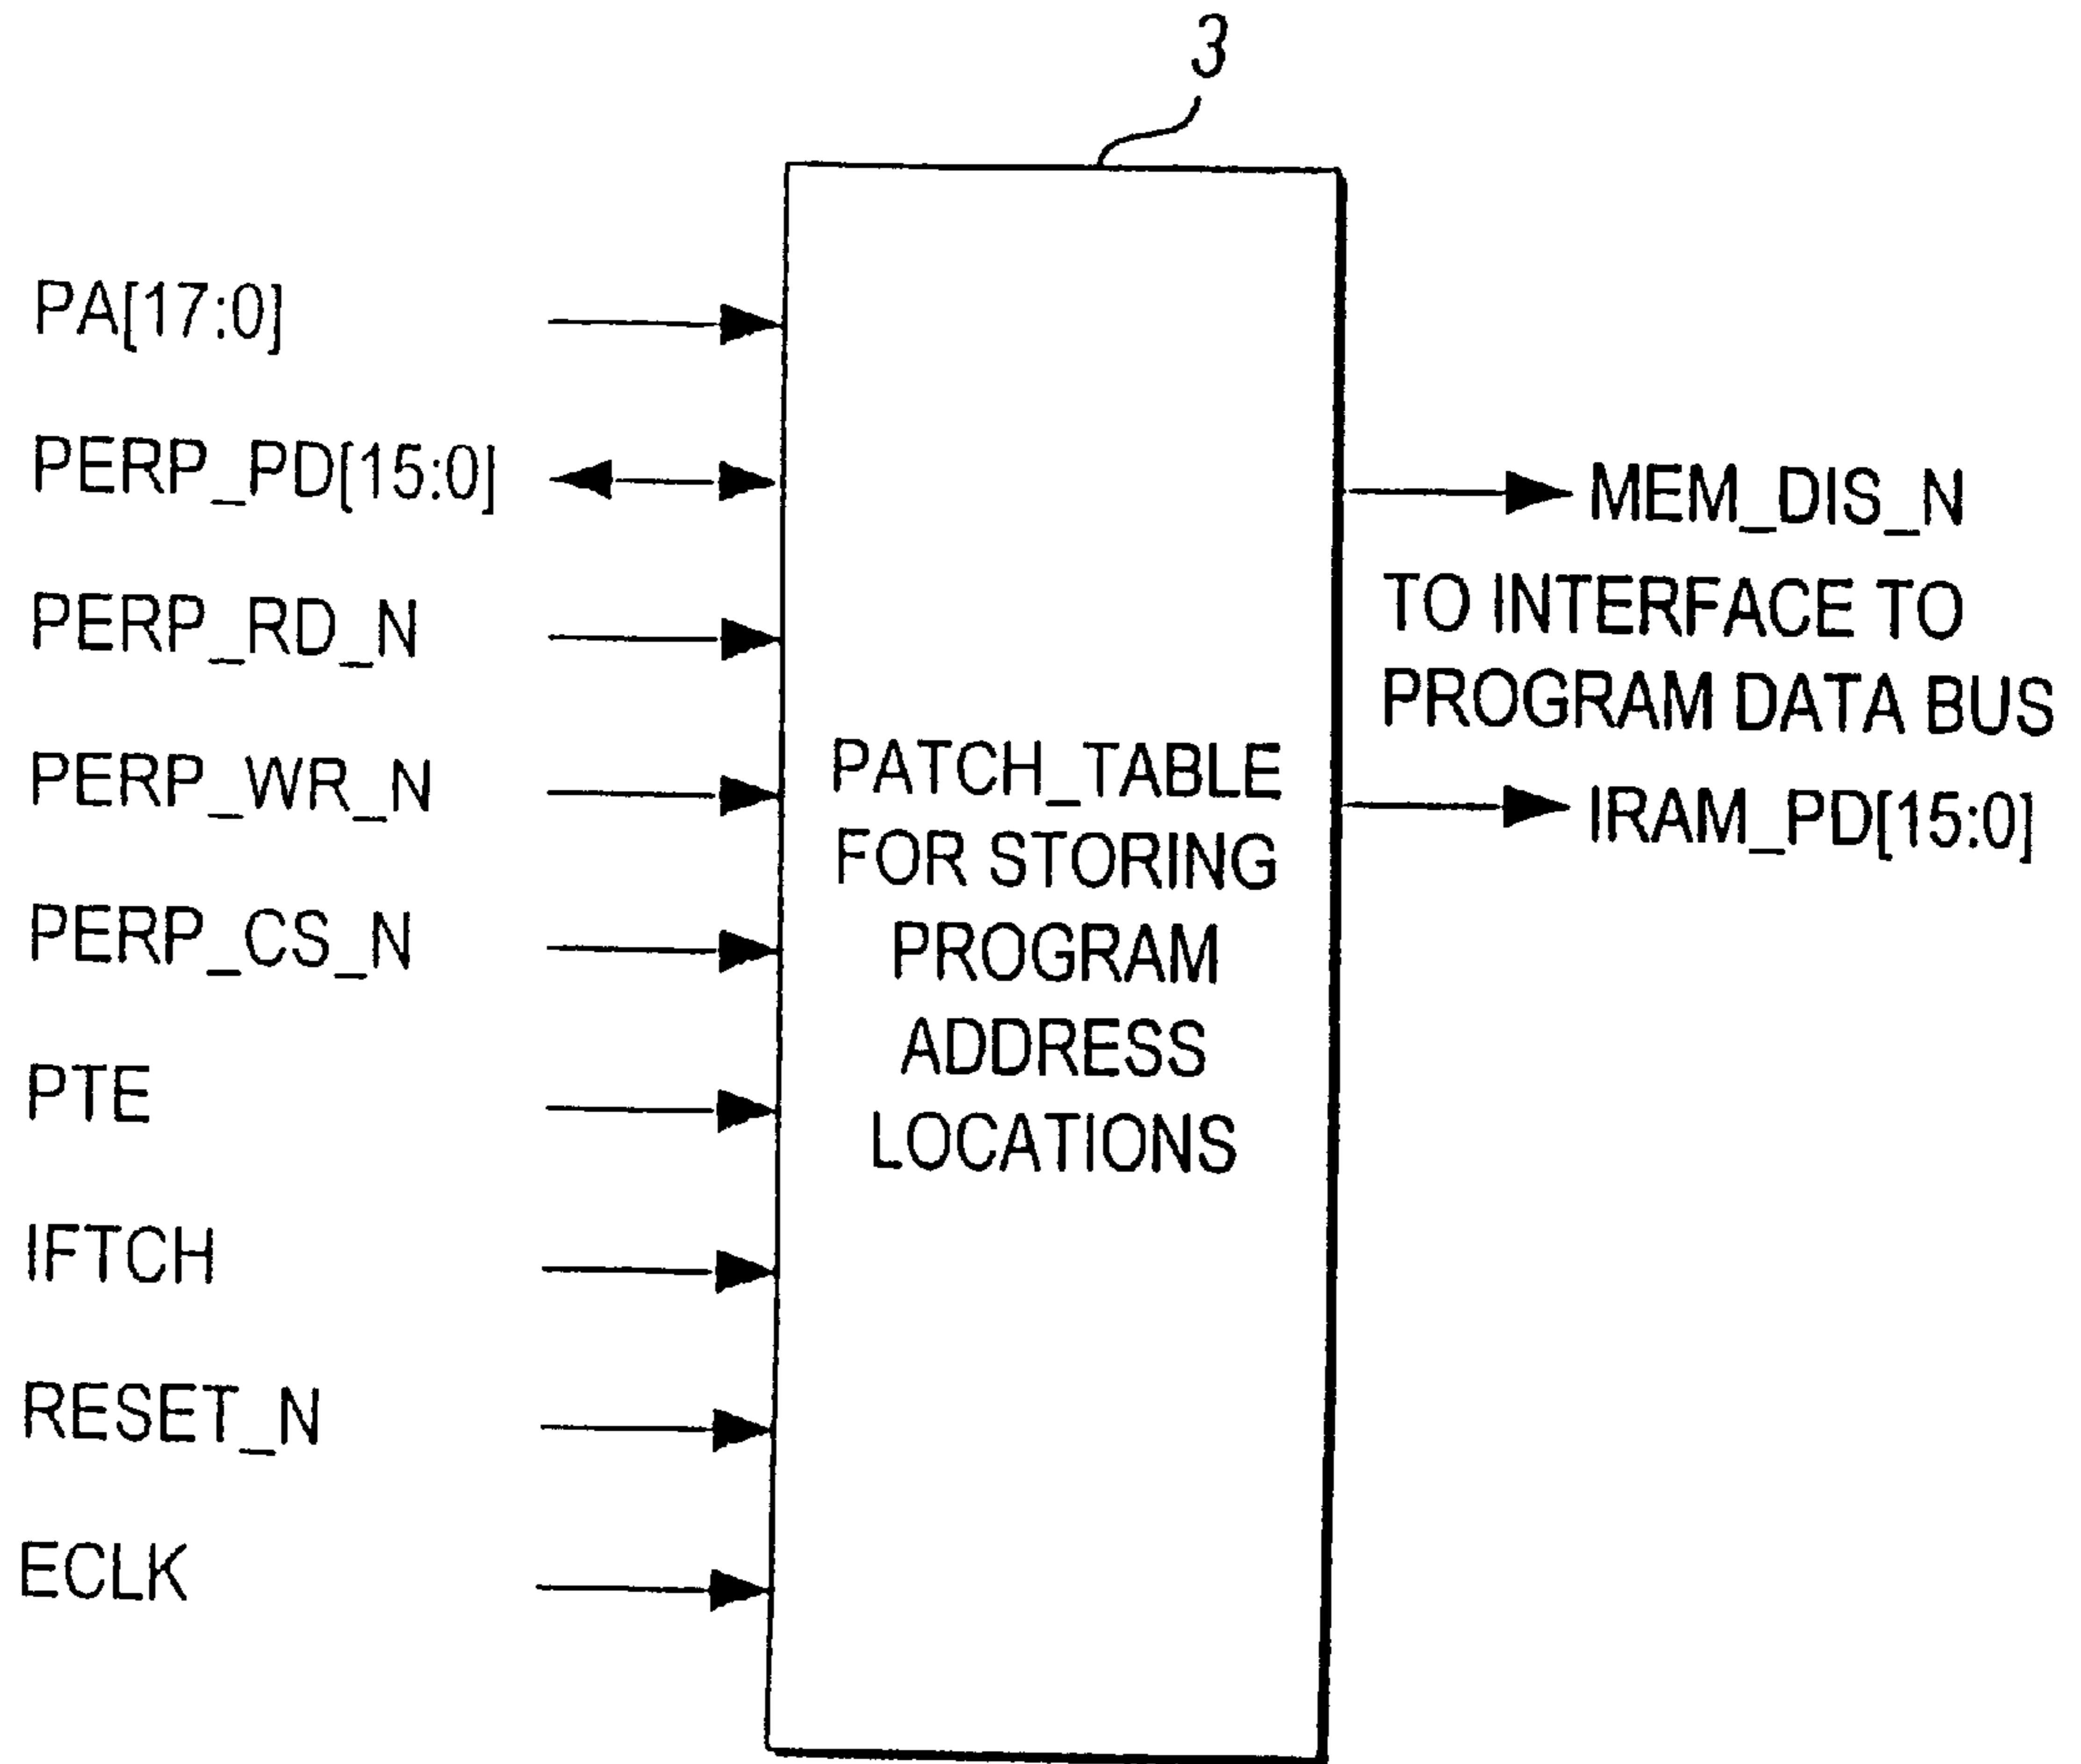 3
PA[17:0]
PERP_PD[15:0]
PERP_RD_N
PERP_WR_N
PERP_CS_N
PTE
IFTCH
RESET_N
ECLK
PATCH_TABLE
FOR STORING
PROGRAM
ADDRESS
LOCATIONS
MEM_DIS_N
TO INTERFACE TO
PROGRAM DATA BUS
IRAM_PD[15:0]